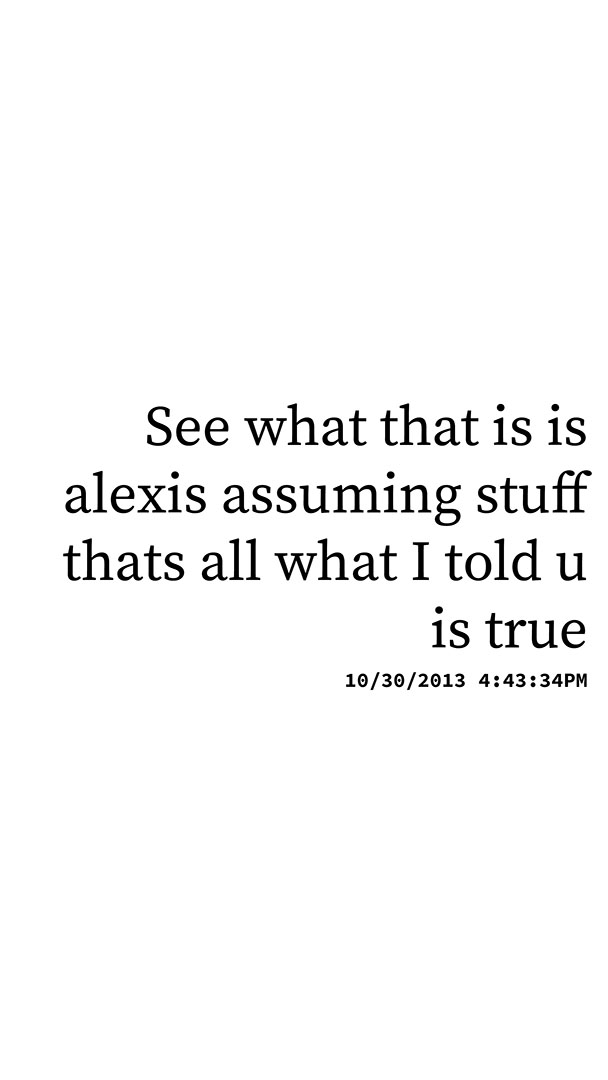 See what that is is
alexis assuming stuff
thats all what I told u
is true
10/30/2013 4:43:34PM